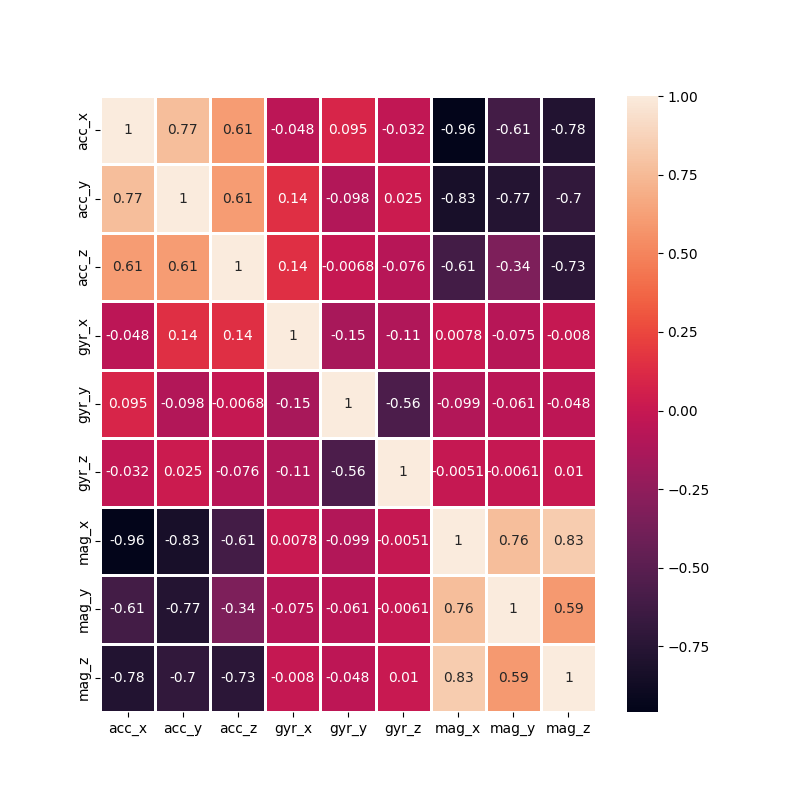 acc_x 1 0.77 0.61 -0.048 0.095 -0.032 -0.96 -0.61 -0.78
acc_y 0.77 1 0.61 0.14 -0.098 0.025 -0.83 -0.77 -0.7
acc_z 0.61 0.61 1 0.14 -0.0068 -0.076 -0.61 -0.34 -0.73
gyr_x -0.048 0.14 0.14 1 -0.15 -0.11 0.0078 -0.075 -0.008
gyr_y 0.095 -0.098 -0.0068 -0.15 1 -0.56 -0.099 -0.061 -0.048
gyr_z -0.032 0.025 -0.076 -0.11 -0.56 1 -0.0051 -0.0061 0.01
mag_x -0.96 -0.83 -0.61 0.0078 -0.099 -0.0051 1 0.76 0.83
mag_y -0.61 -0.77 -0.34 -0.075 -0.061 -0.0061 0.76 1 0.59
mag_z -0.78 -0.7 -0.73 -0.008 -0.048 0.01 0.83 0.59 1
acc_x acc_y acc_z gyr_x gyr_y gyr_z mag_x mag_y mag_z
1.00
0.75
0.50
0.25
0.00
−0.25
−0.50
−0.75